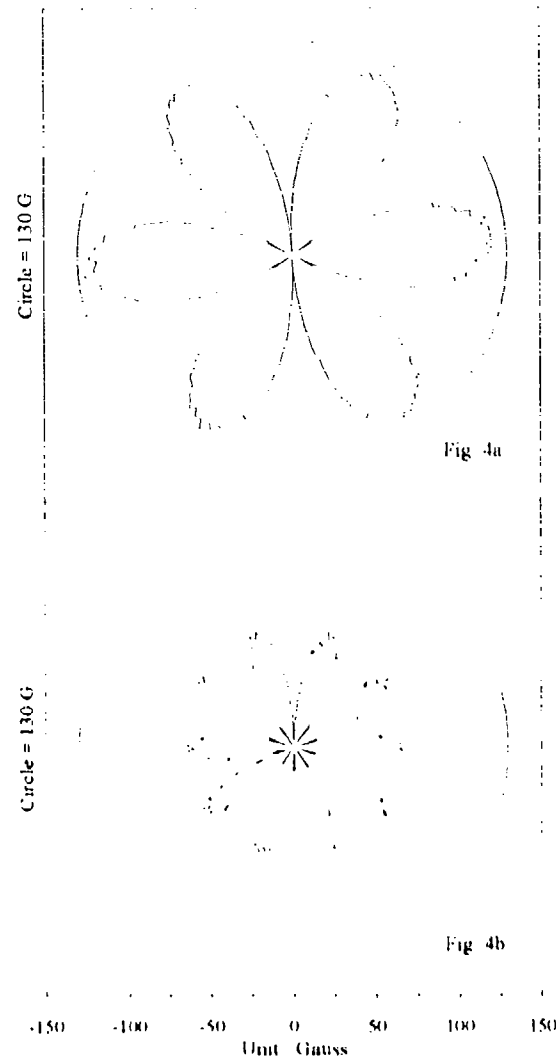 Circle = 130 G
Fig 4a
Circle = 130 G
Fig 4b
-150 -100 -50 0 50 100 150
Unit Gauss